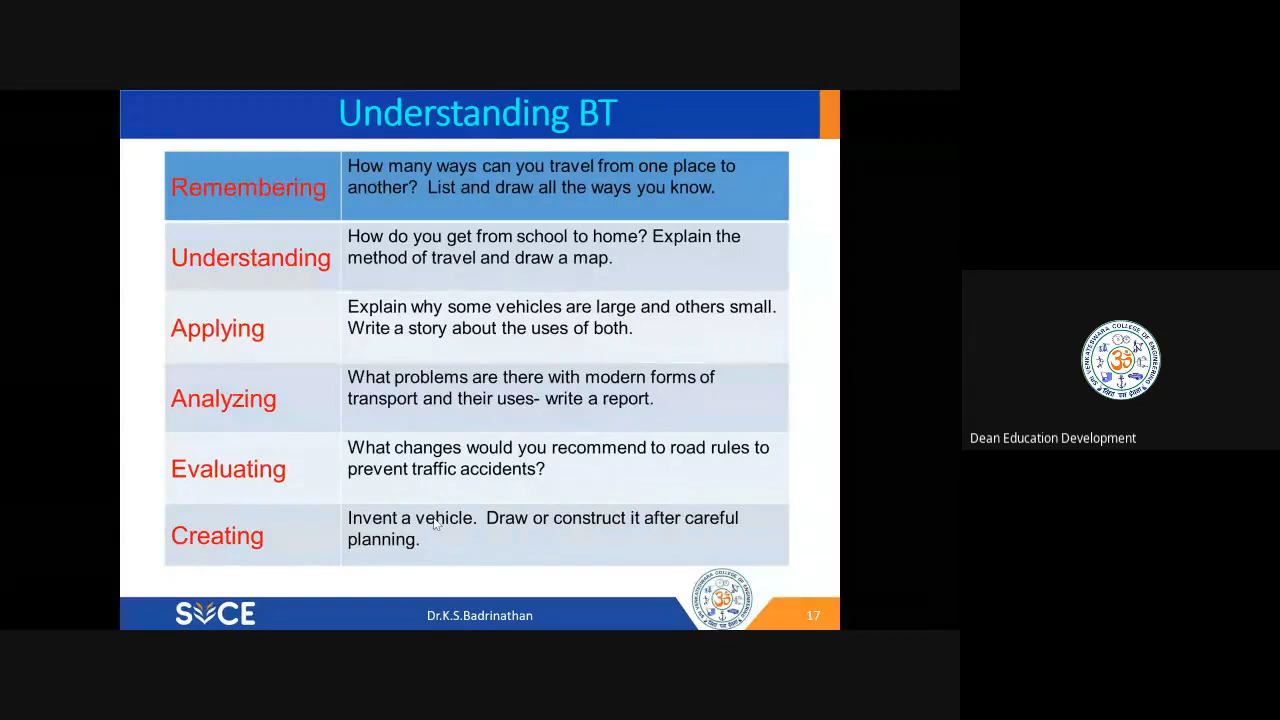 Understanding BT
Remembering
How many ways can you travel from one place to
another?  List and draw all the ways you know.
Understanding
How do you get from school to home? Explain the
method of travel and draw a map.
Applying
Explain why some vehicles are large and others small.
Write a story about the uses of both.
Analyzing
What problems are there with modern forms of
transport and their uses- write a report.
Evaluating
What changes would you recommend to road rules to
prevent traffic accidents?
Creating
Invent a vehicle.  Draw or construct it after careful
planning.
SVCE
Dr.K.S.Badrinathan
17
SRI VENKATESWARA COLLEGE OF ENGINEERING
Dean Education Development